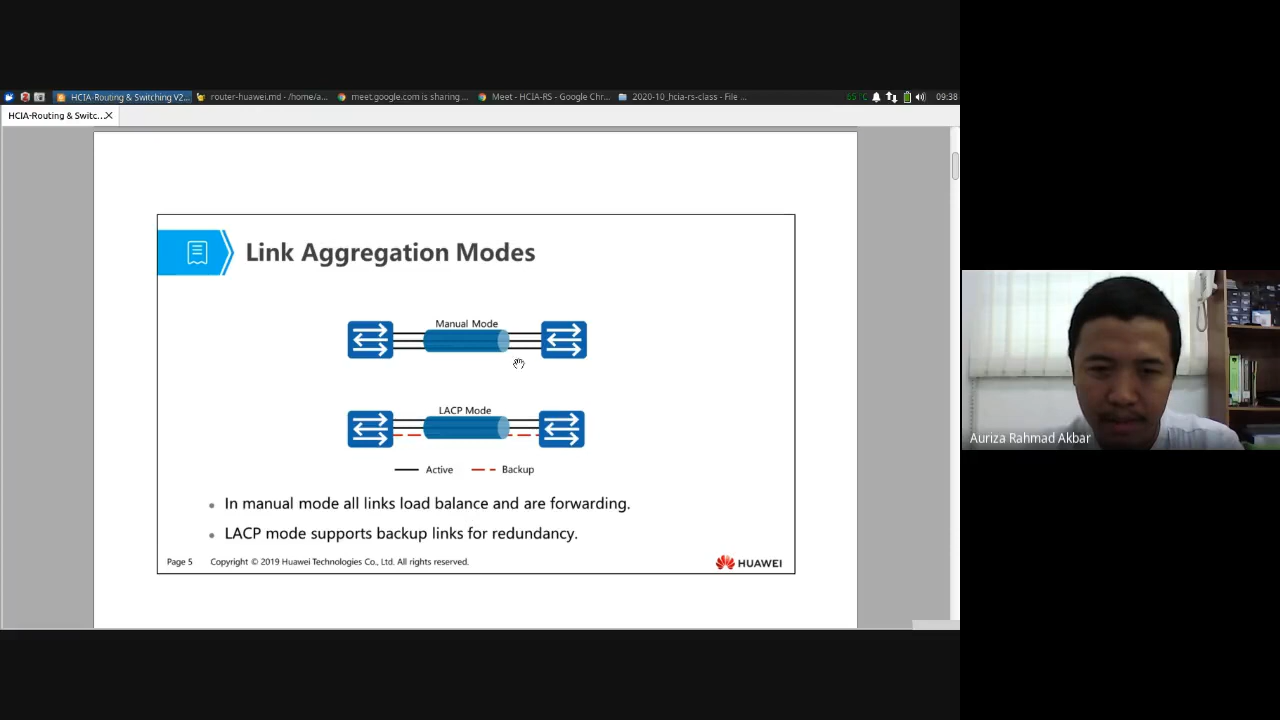 HCIA-Routing & Switching V2...
router-huawei.md - /home/a...
meet.google.com is sharing ...
Meet - HCIA-RS - Google Chr...
2020-10_hcia-rs-class - File ...
65°C
09:38
HCIA-Routing & Switc...
Link Aggregation Modes
Manual Mode
LACP Mode
Active
Backup
In manual mode all links load balance and are forwarding.
LACP mode supports backup links for redundancy.
Page 5
Copyright © 2019 Huawei Technologies Co., Ltd. All rights reserved.
HUAWEI
Auriza Rahmad Akbar